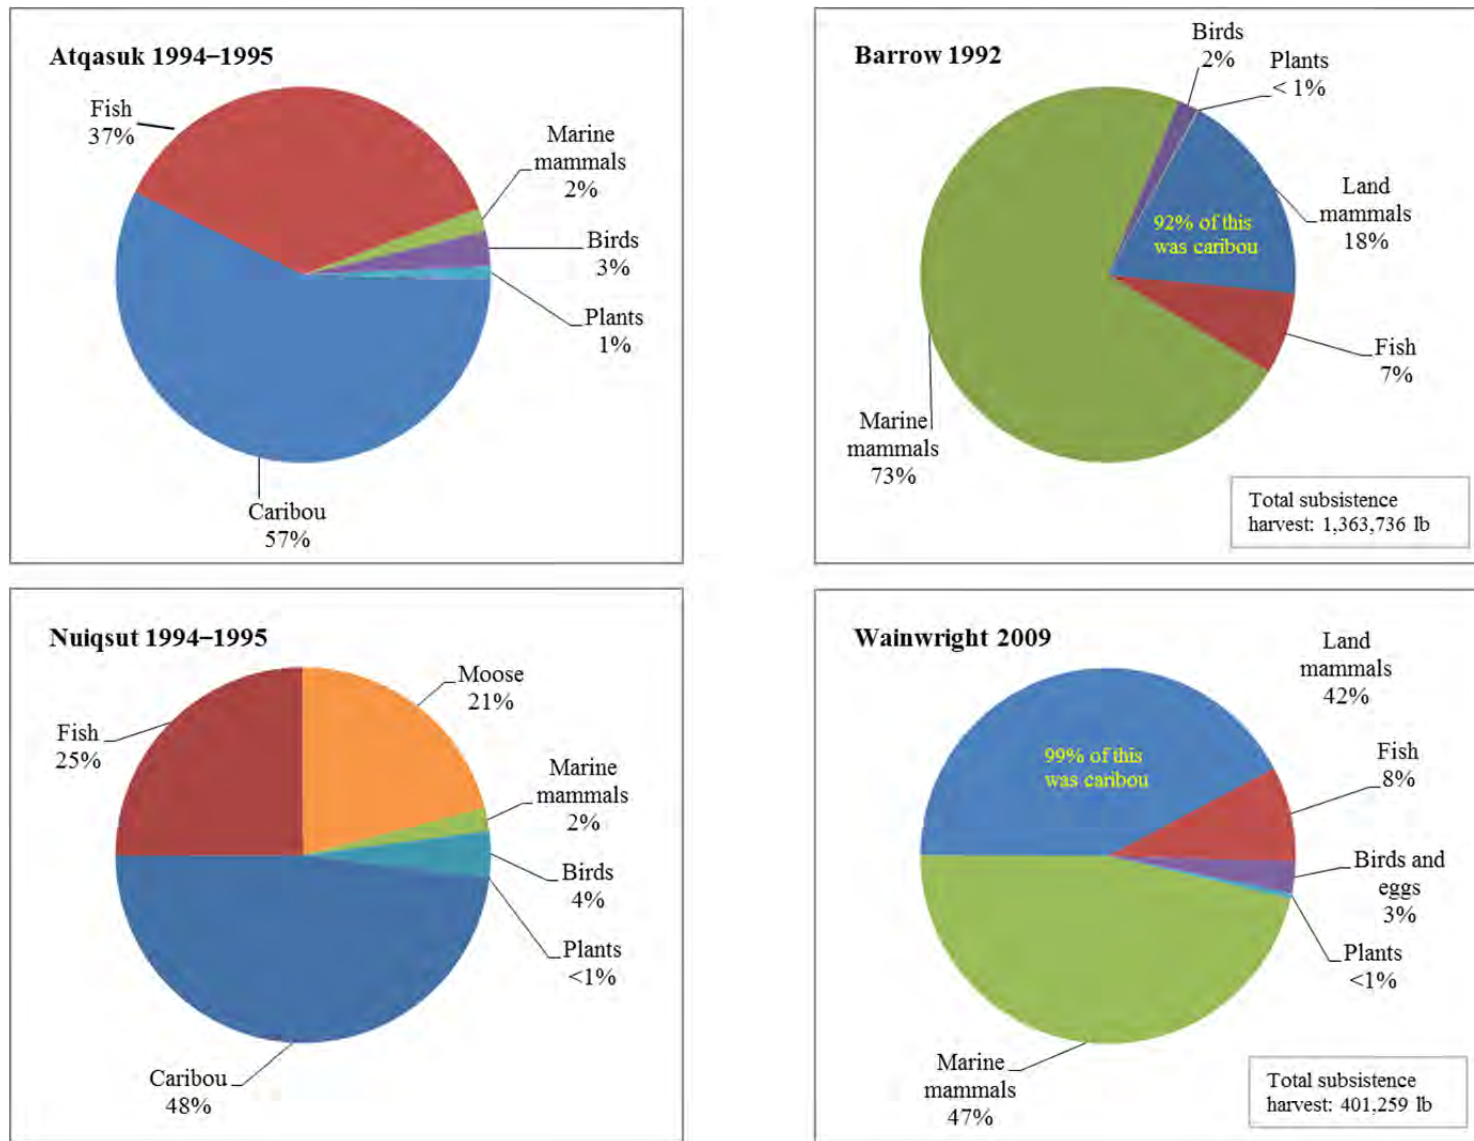 Atqasuk 1994–1995
Fish
37%
Marine
mammals
2%
Birds
3%
Plants
1%
Caribou
57%
Barrow 1992
Birds
2%
Plants
< 1%
Land
mammals
18%
92% of this
was caribou
Fish
7%
Marine
mammals
73%
Total subsistence
harvest: 1,363,736 lb
Nuiqsut 1994–1995
Moose
21%
Fish
25%
Marine
mammals
2%
Birds
4%
Plants
<1%
Caribou
48%
Wainwright 2009
Land
mammals
42%
99% of this
was caribou
Fish
8%
Birds and
eggs
3%
Plants
<1%
Marine
mammals
47%
Total subsistence
harvest: 401,259 lb